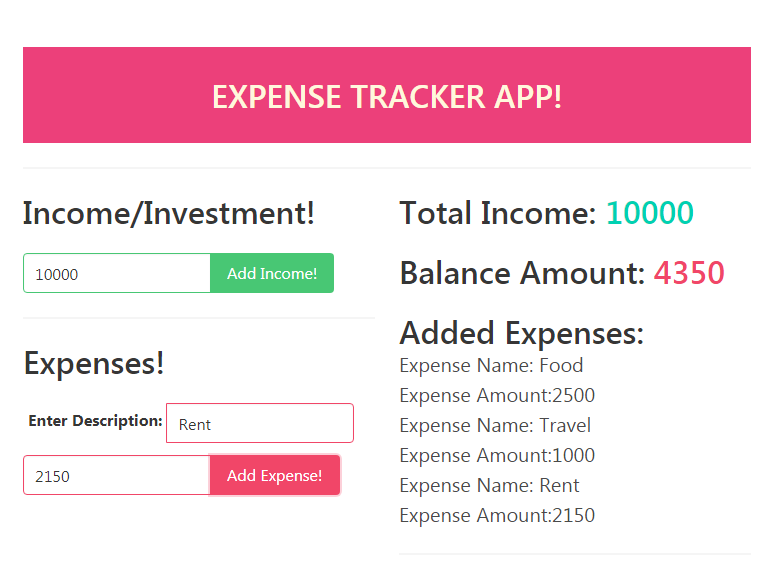 EXPENSE TRACKER APP!
Income/Investment!
10000
Add Income!
Expenses!
Enter Description:
Rent
2150
Add Expense!
Total Income: 10000
Balance Amount: 4350
Added Expenses:
Expense Name: Food
Expense Amount:2500
Expense Name: Travel
Expense Amount:1000
Expense Name: Rent
Expense Amount:2150